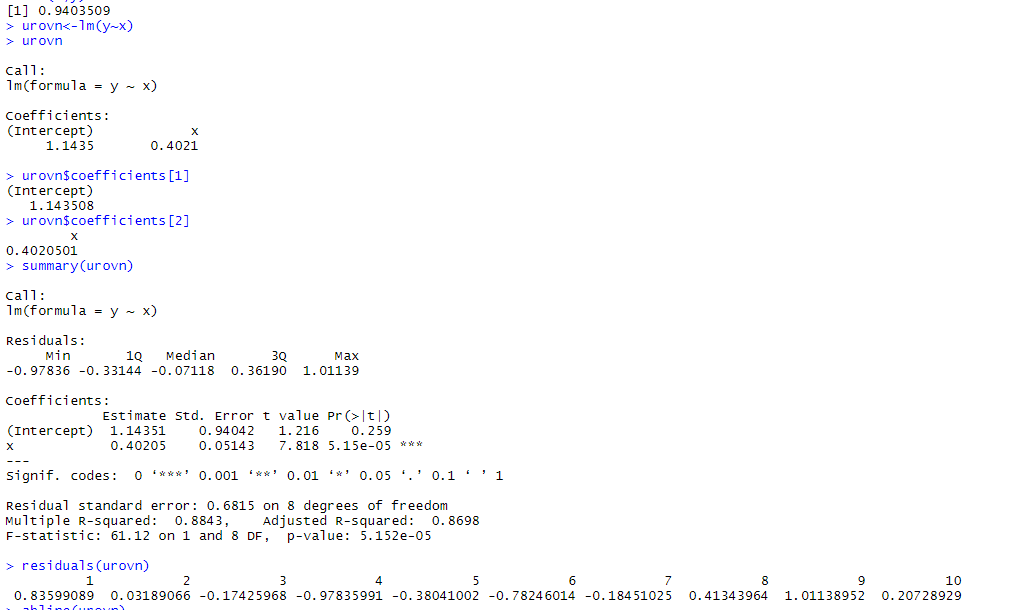 [1] 0.9403509
> urovn<-lm(y~x)
> urovn
Call:
lm(formula = y ~ x)
Coefficients:
(Intercept)            x
     1.1435       0.4021
> urovn$coefficients[1]
(Intercept)
   1.143508
> urovn$coefficients[2]
        x
0.4020501
> summary(urovn)
Call:
lm(formula = y ~ x)
Residuals:
     Min       1Q   Median       3Q      Max
-0.97836 -0.33144 -0.07118  0.36190  1.01139
Coefficients:
            Estimate Std. Error t value Pr(>|t|)
(Intercept)  1.14351    0.94042   1.216    0.259
x            0.40205    0.05143   7.818 5.15e-05 ***
---
Signif. codes:  0 ‘***’ 0.001 ‘**’ 0.01 ‘*’ 0.05 ‘.’ 0.1 ‘ ’ 1
Residual standard error: 0.6815 on 8 degrees of freedom
Multiple R-squared:  0.8843,    Adjusted R-squared:  0.8698
F-statistic: 61.12 on 1 and 8 DF,  p-value: 5.152e-05
> residuals(urovn)
          1           2           3           4           5           6           7           8           9          10
 0.83599089  0.03189066 -0.17425968 -0.97835991 -0.38041002 -0.78246014 -0.18451025  0.41343964  1.01138952  0.20728929
> abline(urovn)